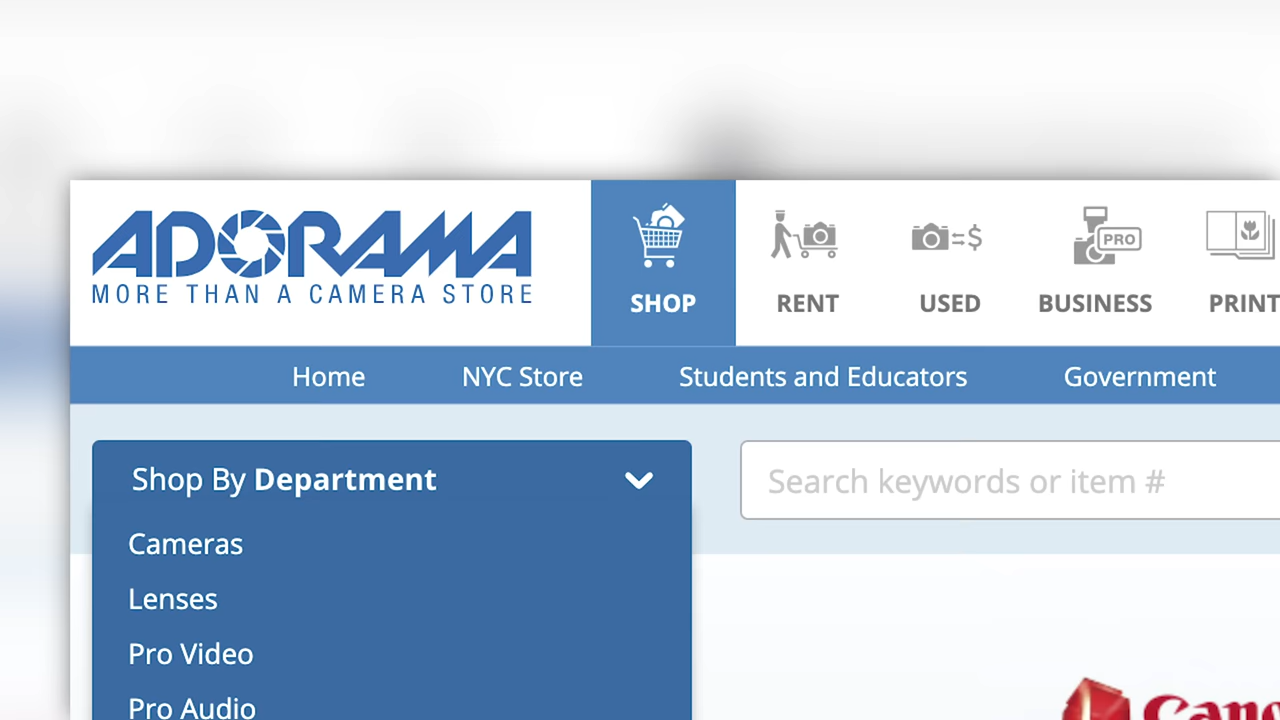 ADORAMA
MORE THAN A CAMERA STORE
SHOP
RENT
USED
PRO
BUSINESS
PRINT
Home
NYC Store
Students and Educators
Government
Shop By Department
Search keywords or item #
Cameras
Lenses
Pro Video
Pro Audio